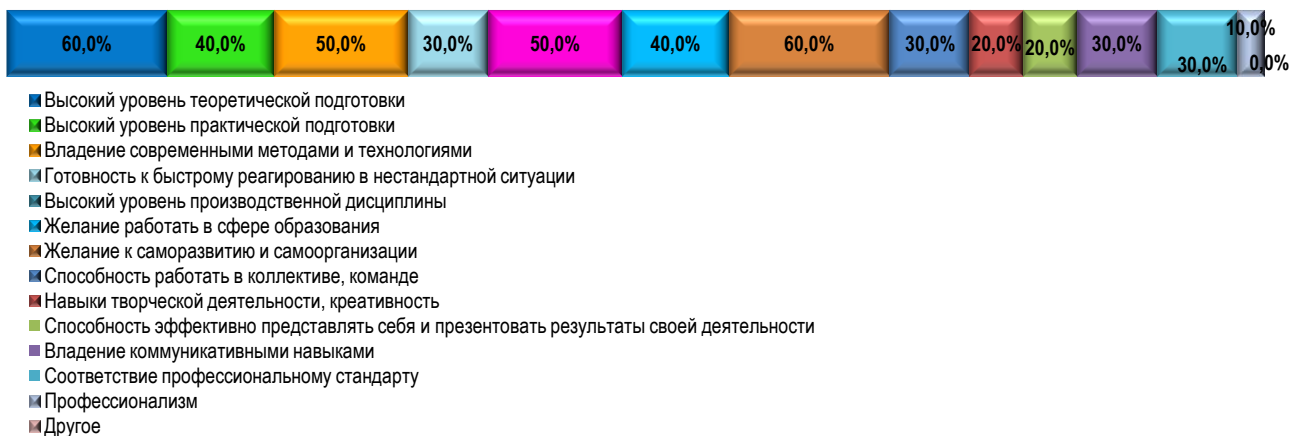 60,0% 40,0% 50,0% 30,0% 50,0% 40,0% 60,0% 30,0% 20,0% 20,0% 30,0% 30,0% 10,0% 0,0%
Высокий уровень теоретической подготовки
Высокий уровень практической подготовки
Владение современными методами и технологиями
Готовность к быстрому реагированию в нестандартной ситуации
Высокий уровень производственной дисциплины
Желание работать в сфере образования
Желание к саморазвитию и самоорганизации
Способность работать в коллективе, команде
Навыки творческой деятельности, креативность
Способность эффективно представлять себя и презентовать результаты своей деятельности
Владение коммуникативными навыками
Соответствие профессиональному стандарту
Профессионализм
Другое